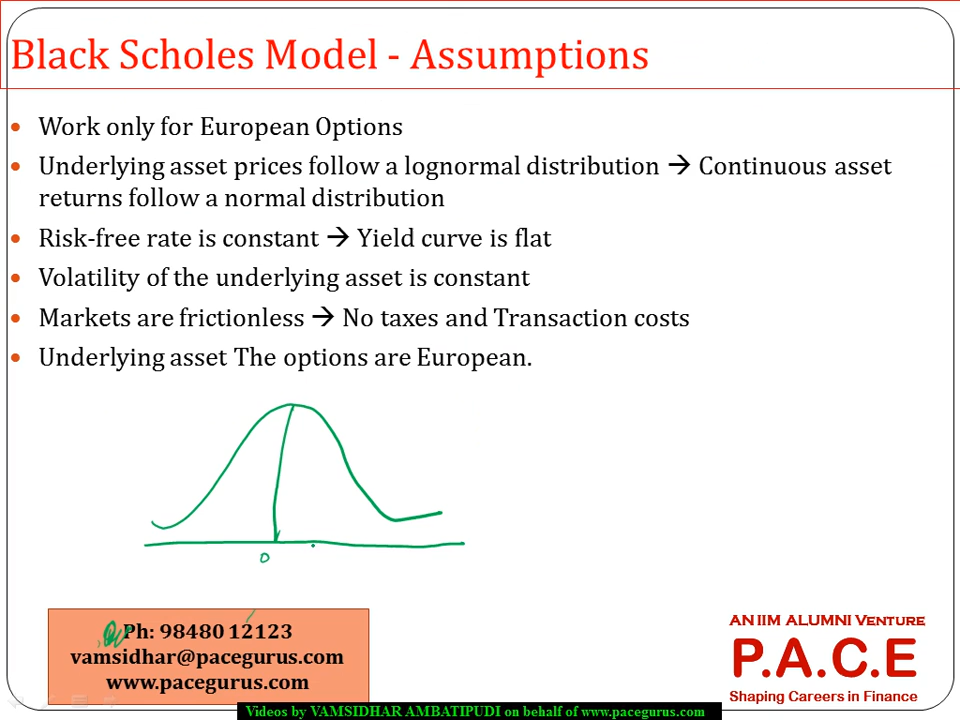 Black Scholes Model - Assumptions
• Work only for European Options
• Underlying asset prices follow a lognormal distribution → Continuous asset
returns follow a normal distribution
• Risk-free rate is constant → Yield curve is flat
• Volatility of the underlying asset is constant
• Markets are frictionless → No taxes and Transaction costs
• Underlying asset The options are European.
0
Ph: 98480 12123
vamsidhar@pacegurus.com
www.pacegurus.com
AN IIM ALUMNI VENTURE
P.A.C.E
Shaping Careers in Finance
Videos by VAMSIDHAR AMBATIPUDI on behalf of www.pacegurus.com